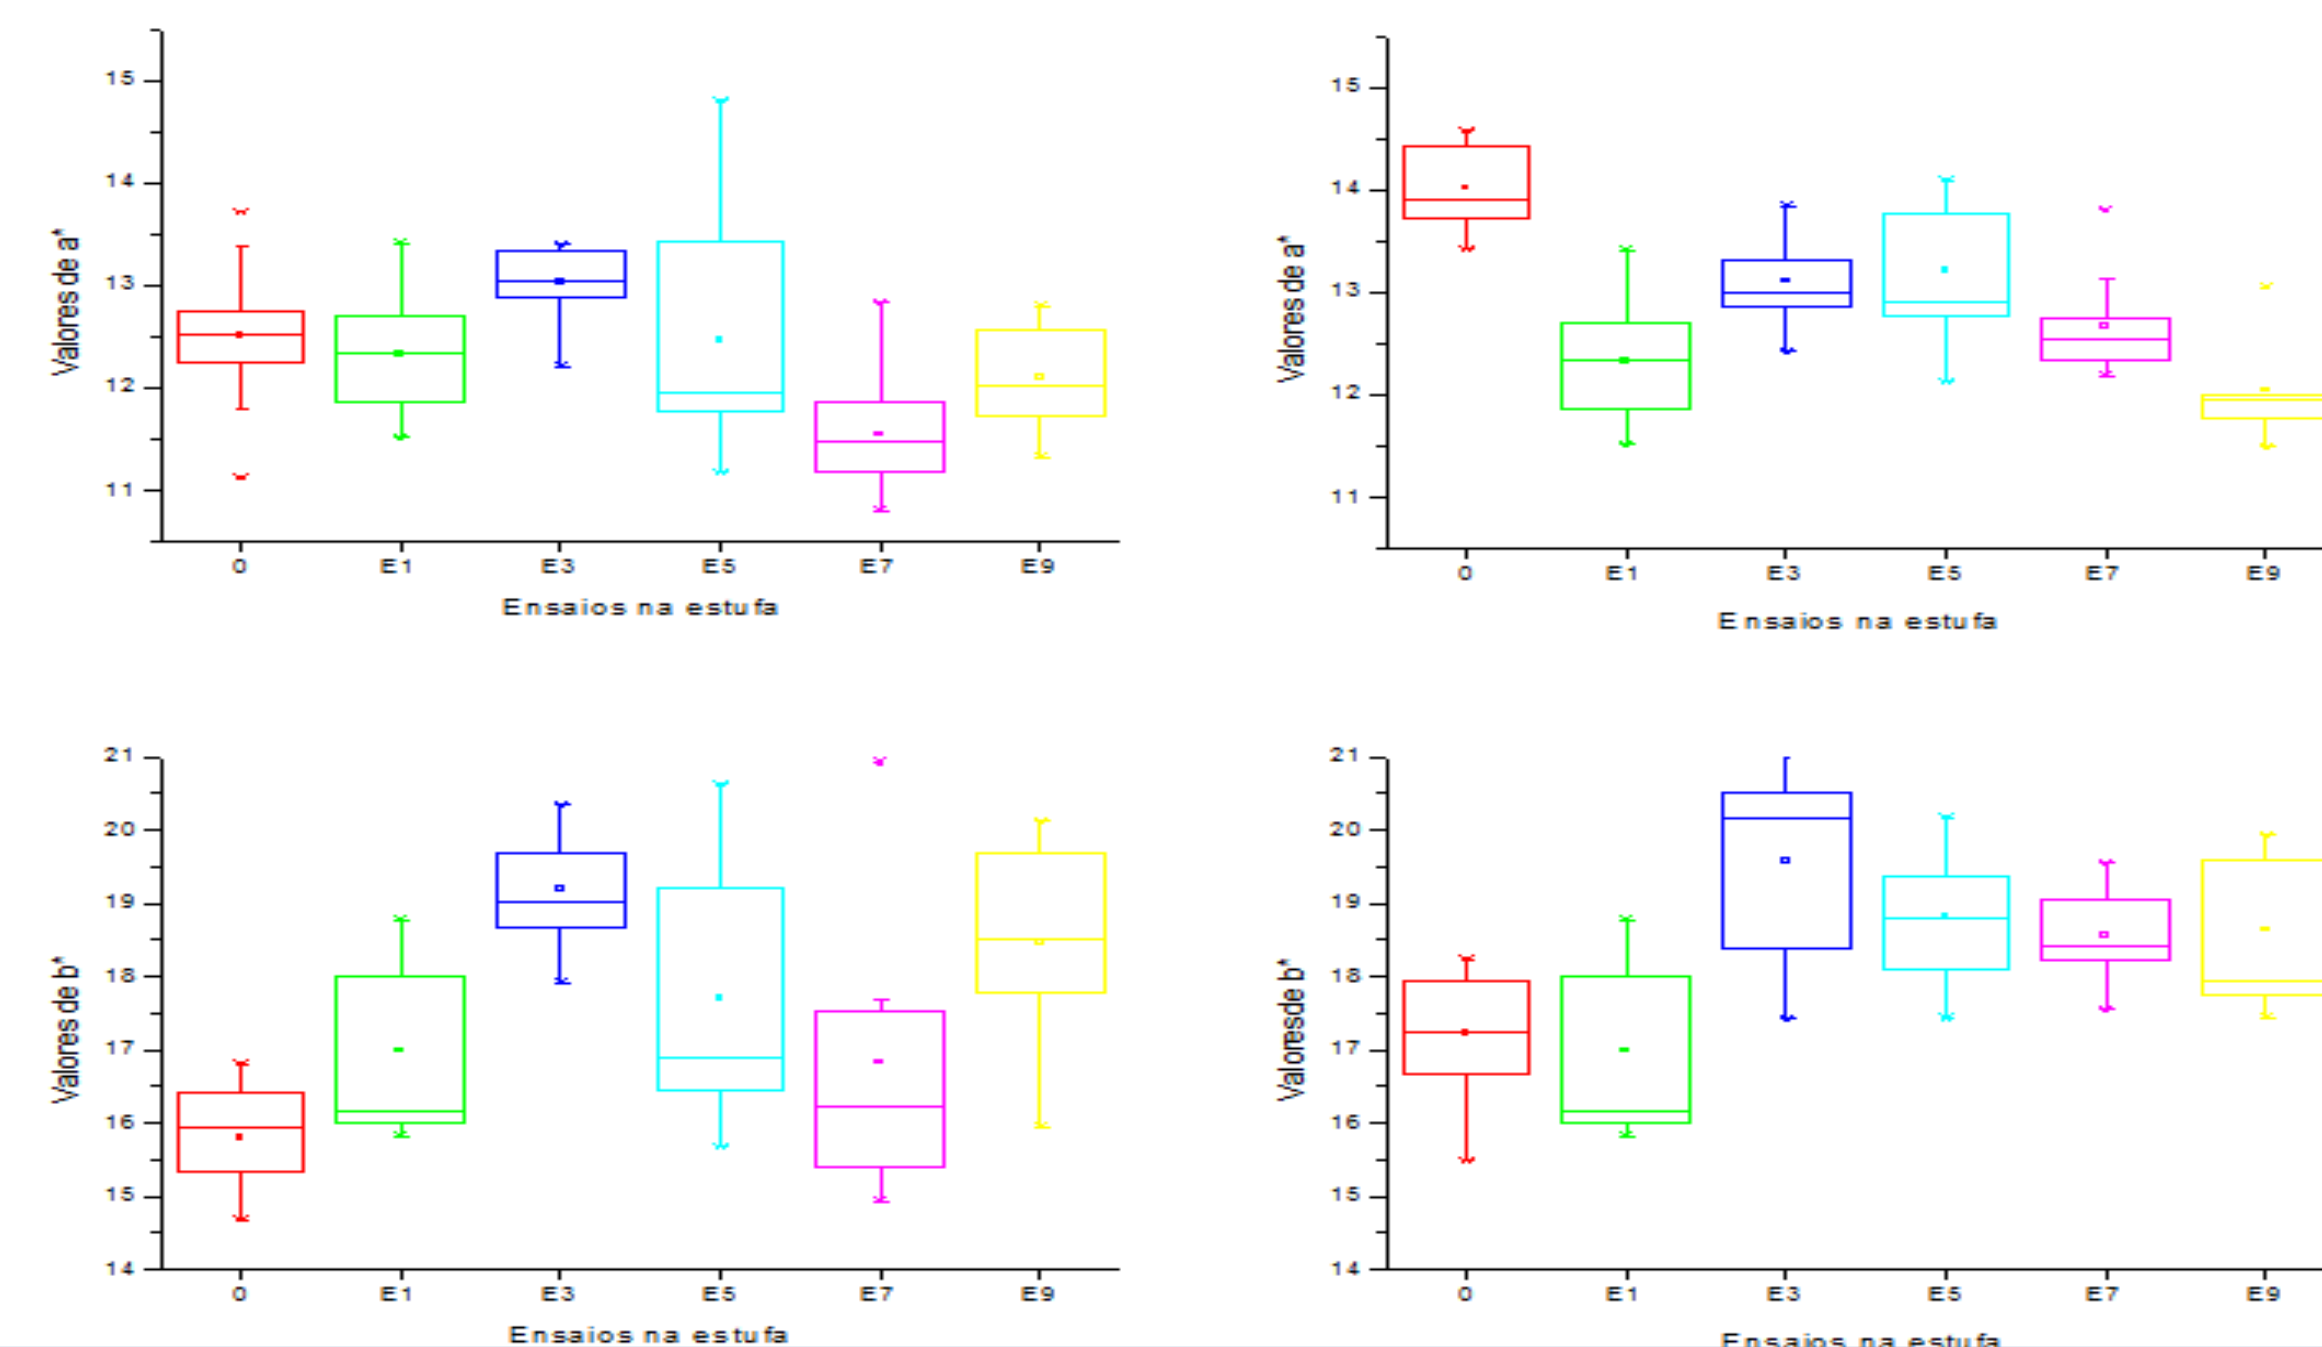 15
14
13
12
11
Valores de a*
0 E1 E3 E5 E7 E9
Ensaios na estufa
15
14
13
12
11
Valores de a*
0 E1 E3 E5 E7 E9
Ensaios na estufa
21
20
19
18
17
16
15
14
Valores de b*
0 E1 E3 E5 E7 E9
Ensaios na estufa
21
20
19
18
17
16
15
14
Valoresde b*
0 E1 E3 E5 E7 E9
Ensaios na estufa